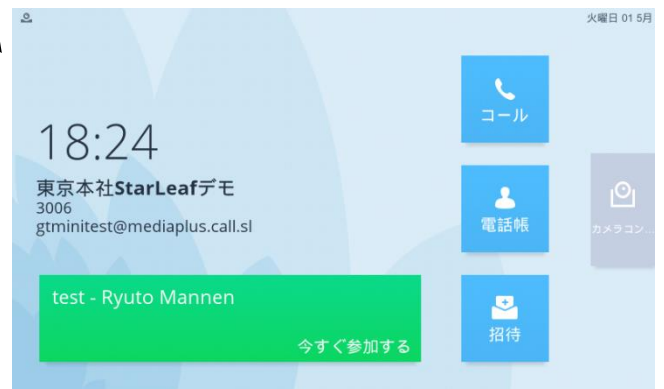 火曜日 01 5月
18:24
東京本社StarLeafデモ
3006
gtminitest@mediaplus.call.sl
test - Ryuto Mannen
今すぐ参加する
コール
電話帳
招待
カメラコン...